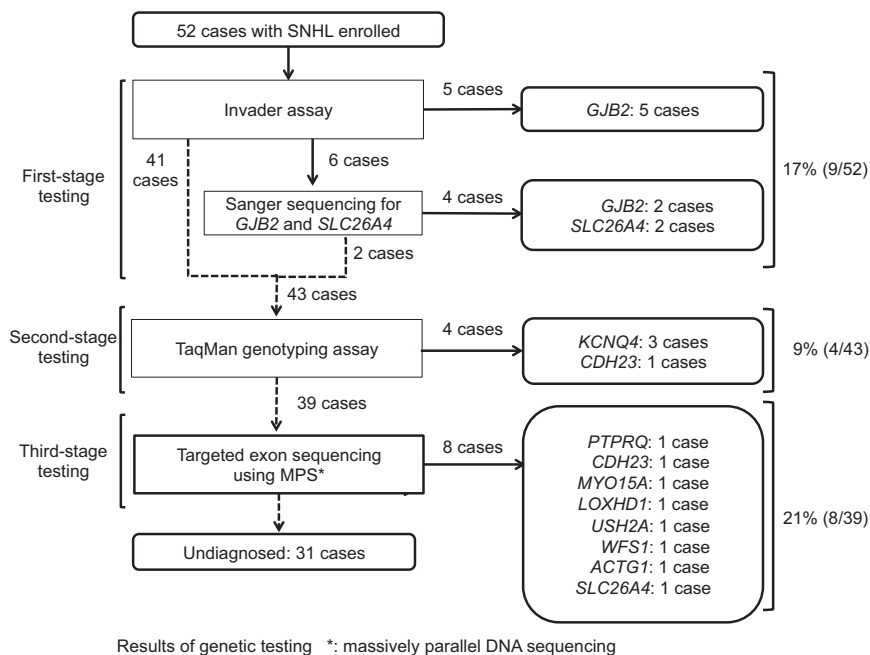 52 cases with SNHL enrolled
First-stage
testing
Invader assay
5 cases
GJB2: 5 cases
41
cases
6 cases
Sanger sequencing for
GJB2 and SLC26A4
4 cases
GJB2: 2 cases
SLC26A4: 2 cases
17% (9/52)
2 cases
43 cases
Second-stage
testing
TaqMan genotyping assay
4 cases
KCNQ4: 3 cases
CDH23: 1 cases
9% (4/43)
39 cases
Third-stage
testing
Targeted exon sequencing
using MPS*
8 cases
PTPRQ: 1 case
CDH23: 1 case
MYO15A: 1 case
LOXHD1: 1 case
USH2A: 1 case
WFS1: 1 case
ACTG1: 1 case
SLC26A4: 1 case
21% (8/39)
Undiagnosed: 31 cases
Results of genetic testing *: massively parallel DNA sequencing